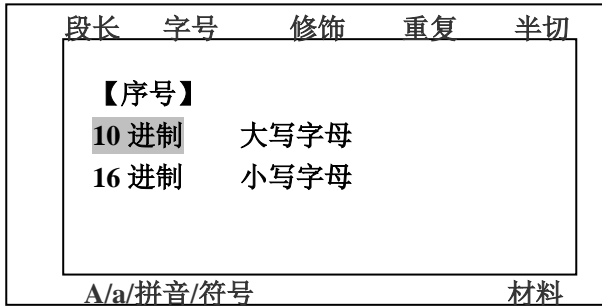 段长 字号 修饰 重复 半切
【序号】
10 进制 大写字母
16 进制 小写字母
A/a/拼音/符号 材料